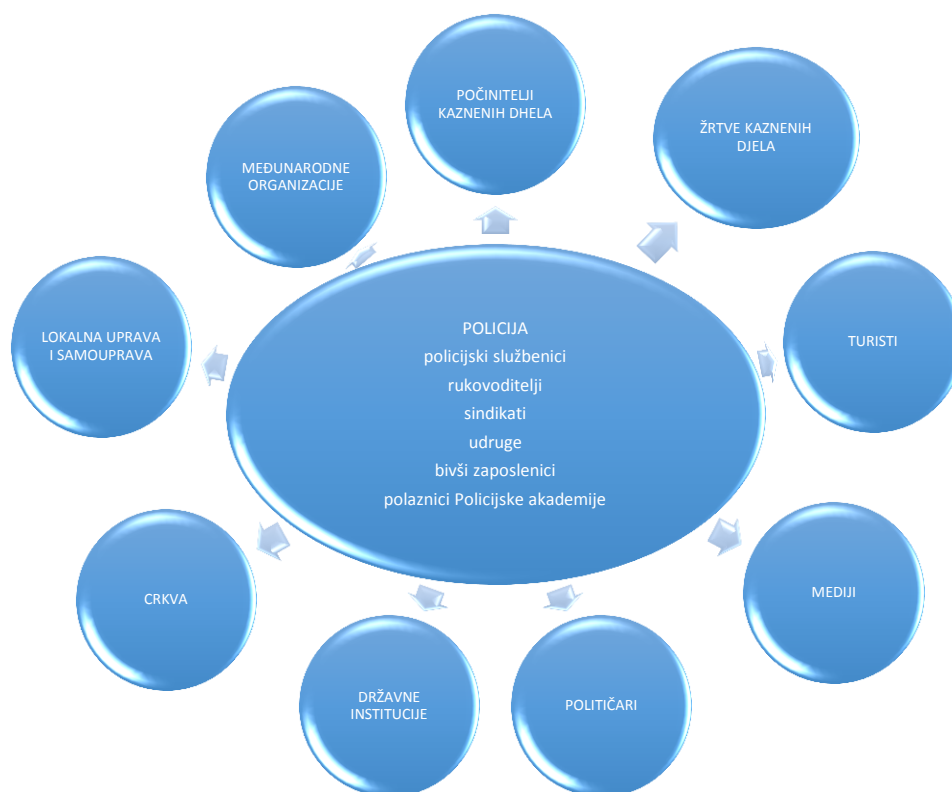 POČINITELJI
KAZNENIH DHELA
ŽRTVE KAZNENIH
DJELA
MEĐUNARODNE
ORGANIZACIJE
LOKALNA UPRAVA
I SAMOUPRAVA
POLICIJA
policijski službenici
rukovoditelji
sindikati
udruge
bivši zaposlenici
polaznici Policijske akademije
TURISTI
CRKVA
MEDIJI
DRŽAVNE
INSTITUCIJE
POLITIČARI